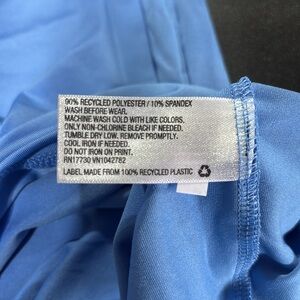 90% RECYCLED POLYESTER / 10% SPANDEX
WASH BEFORE WEAR.
MACHINE WASH COLD WITH LIKE COLORS.
ONLY NON-CHLORINE BLEACH IF NEEDED.
TUMBLE DRY LOW. REMOVE PROMPTLY.
COOL IRON IF NEEDED.
DO NOT IRON ON PRINT.
RN17730 VN1042782
LABEL MADE FROM 100% RECYCLED PLASTIC